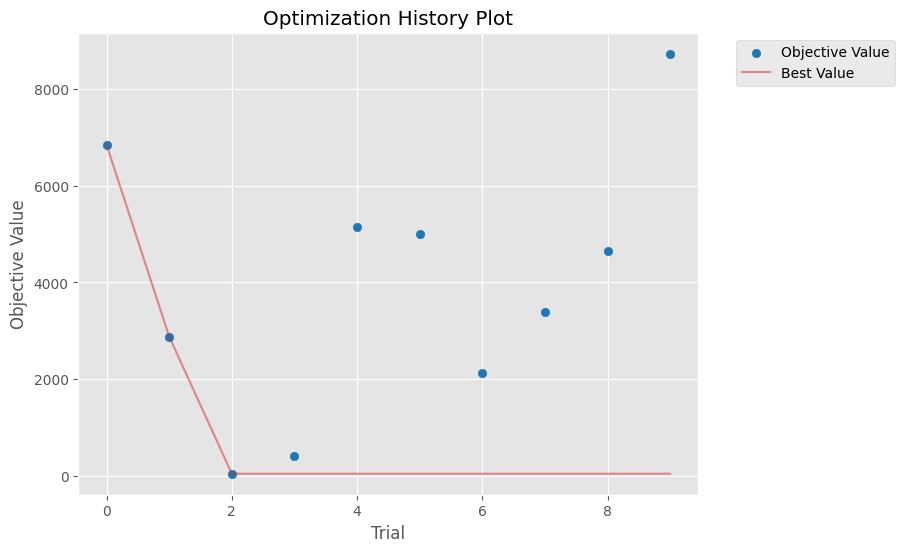 Optimization History Plot
Objective Value
Best Value
Objective Value
8000
6000
4000
2000
0
0 2 4 6 8
Trial